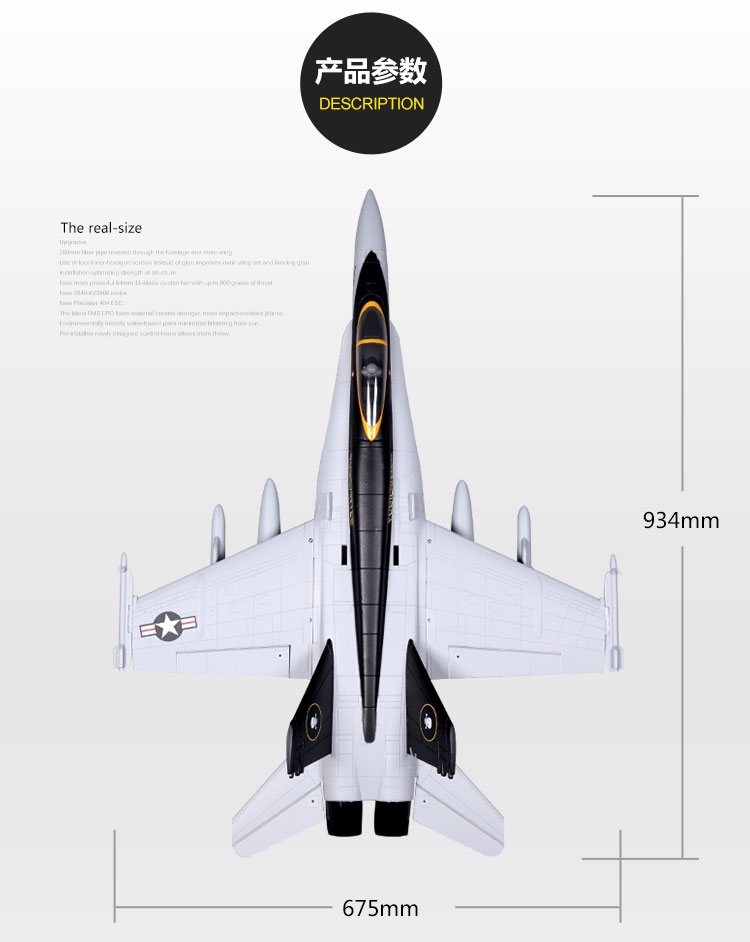 产品参数
DESCRIPTION
The real-size
Upgrades
280mm fibre pipe inserted through the fuselage and main wing
Use of four inner-hexagon screws instead of glue improves main wing set and landing gear
installation optimizing strength of structure
New more powerful 64mm 11-blade ducted fan with up to 900 grams of thrust
New 2840-KV3900 motor
New Predator 40A ESC
The latest FMS EPO foam material creates stronger, more impact-resistant planes
Environmentally friendly water-based paint minimizes blistering from sun
Pre-installed newly designed control horns allows more throw.
934mm
675mm